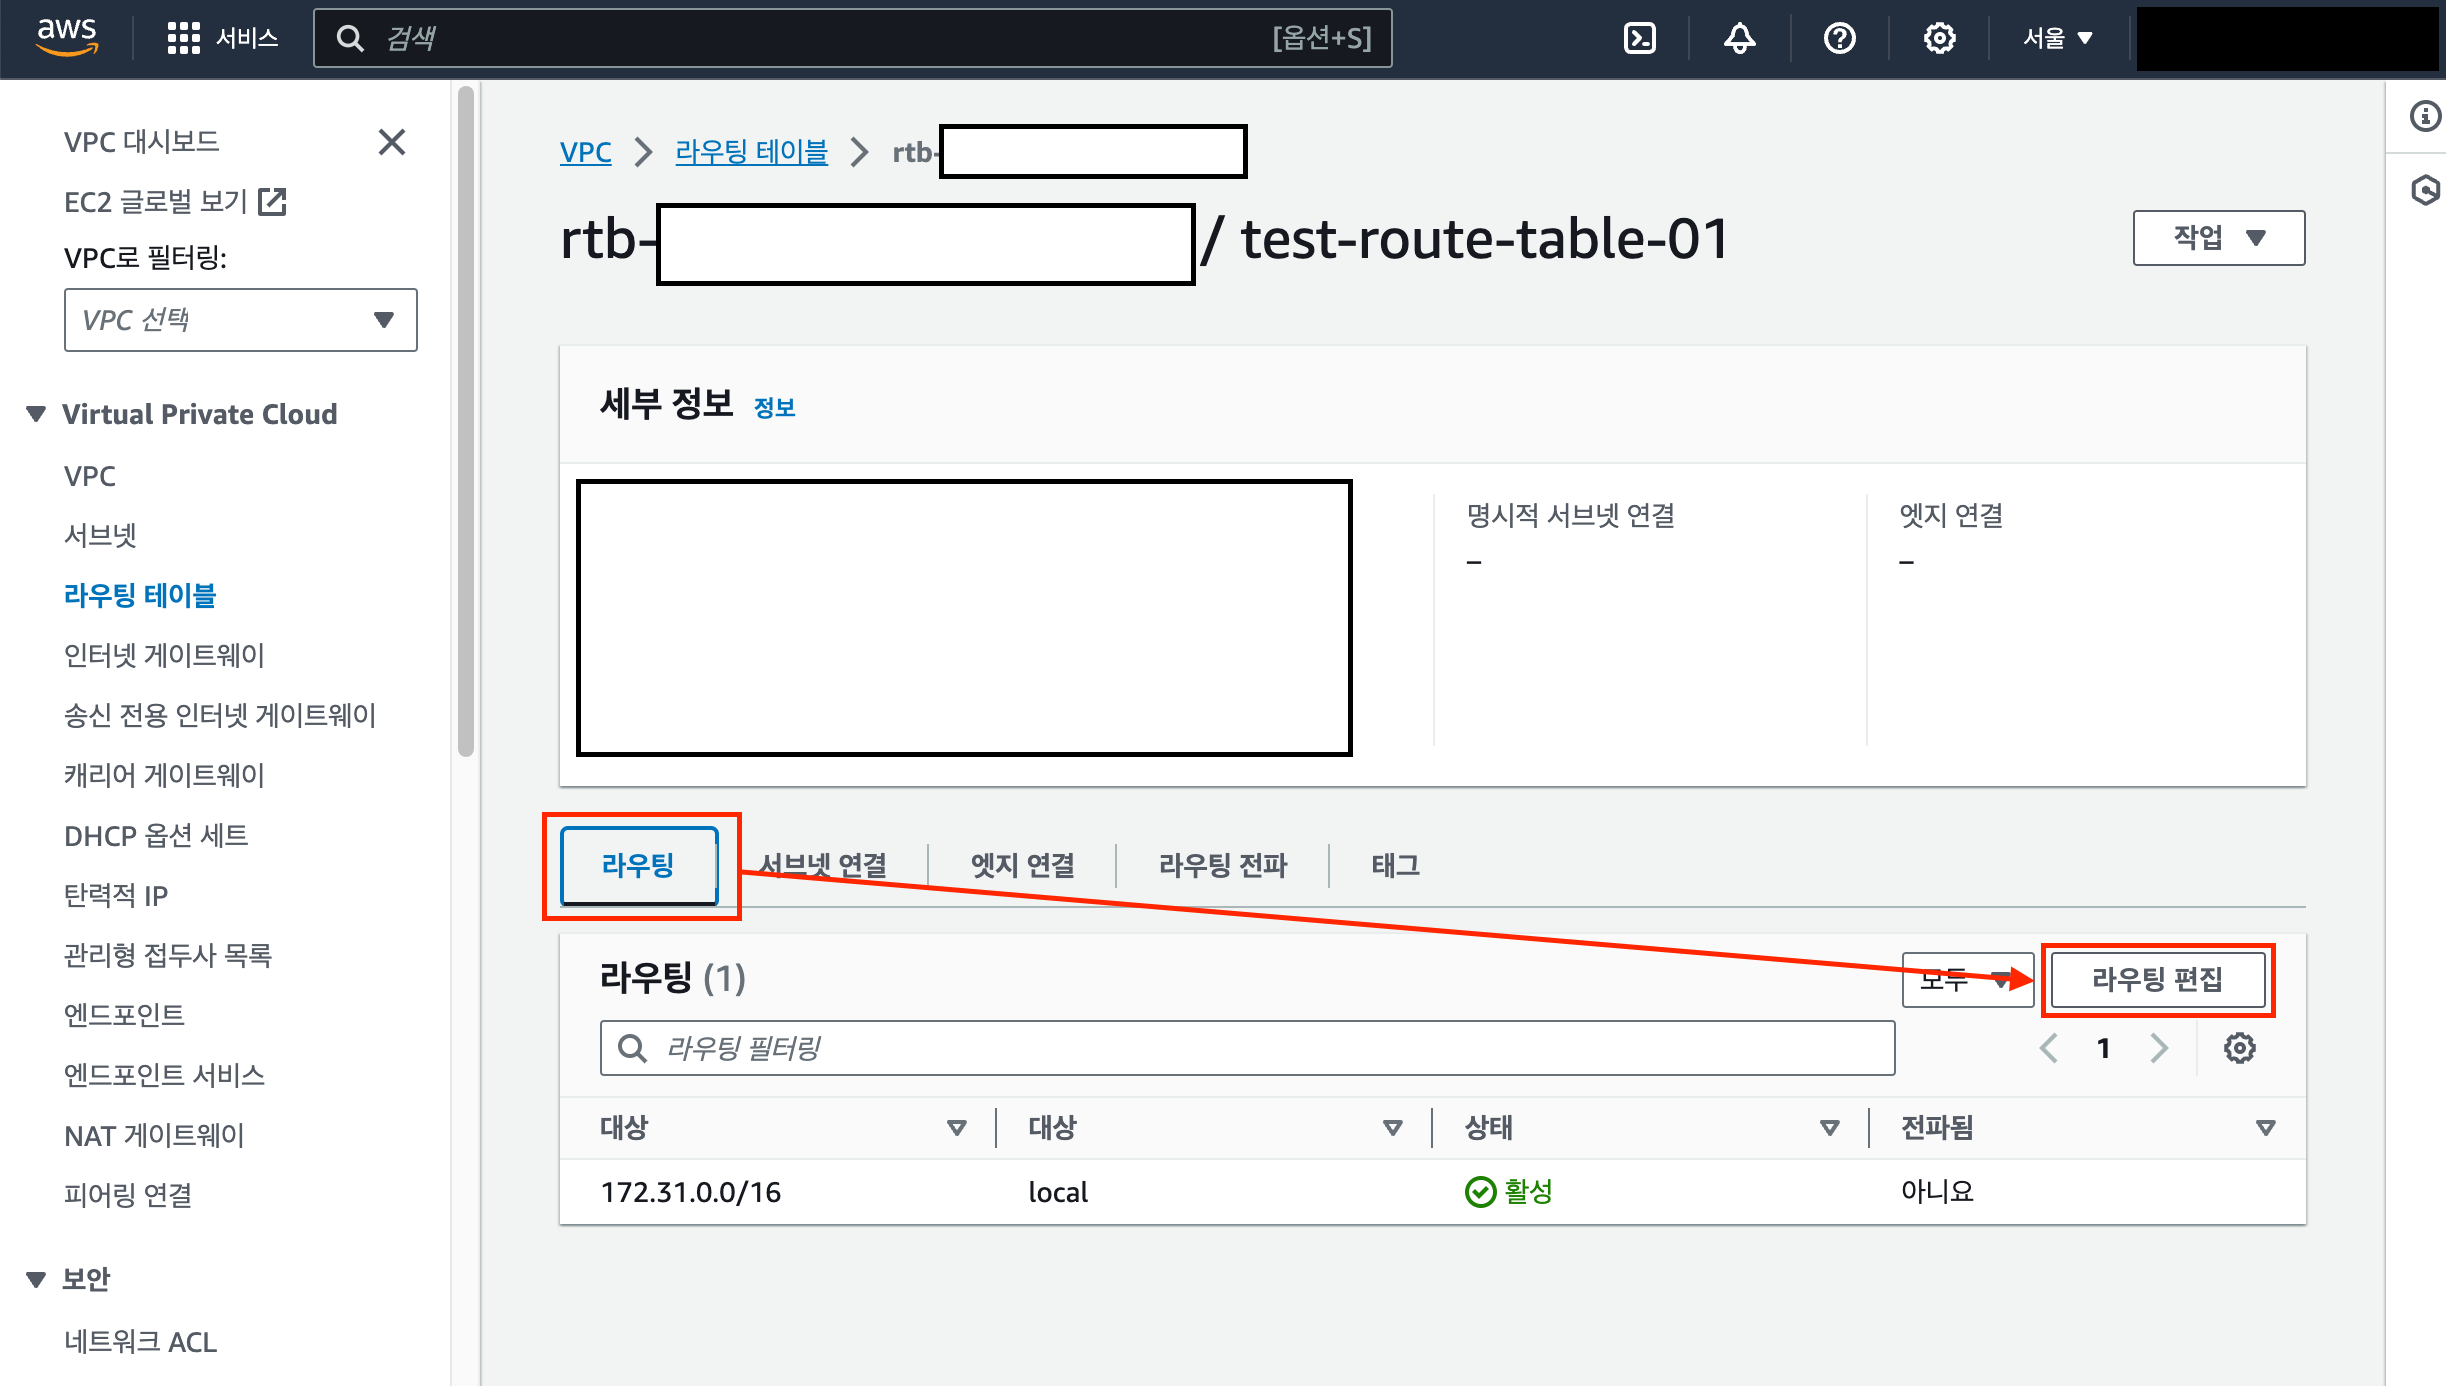 aws
서비스
검색
[옵션+S]
서울
VPC 대시보드
EC2 글로벌 보기
VPC로 필터링:
VPC 선택
Virtual Private Cloud
VPC
서브넷
라우팅 테이블
인터넷 게이트웨이
송신 전용 인터넷 게이트웨이
캐리어 게이트웨이
DHCP 옵션 세트
탄력적 IP
관리형 접두사 목록
엔드포인트
엔드포인트 서비스
NAT 게이트웨이
피어링 연결
보안
네트워크 ACL
VPC 라우팅 테이블 rtb-
rtb- / test-route-table-01
작업
세부 정보 정보
명시적 서브넷 연결
–
엣지 연결
–
라우팅 서브넷 연결 엣지 연결 라우팅 전파 태그
라우팅 (1)
모두
라우팅 편집
라우팅 필터링
1
대상 대상 상태 전파됨
172.31.0.0/16 local 활성 아니요